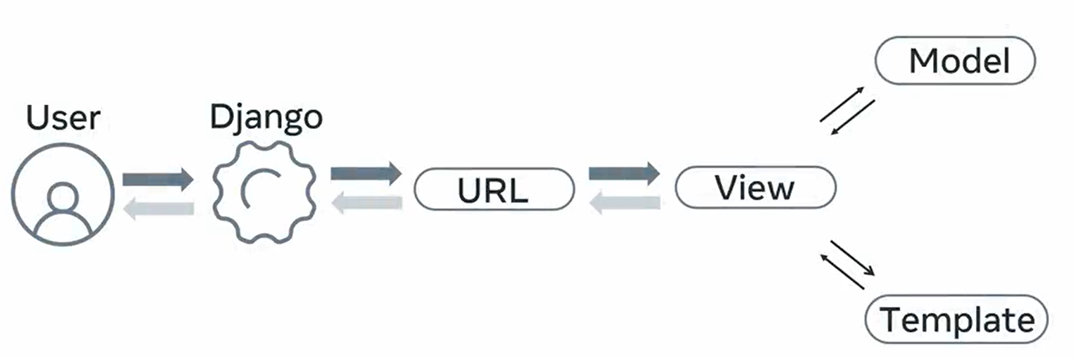 User
Django
URL
View
Model
Template